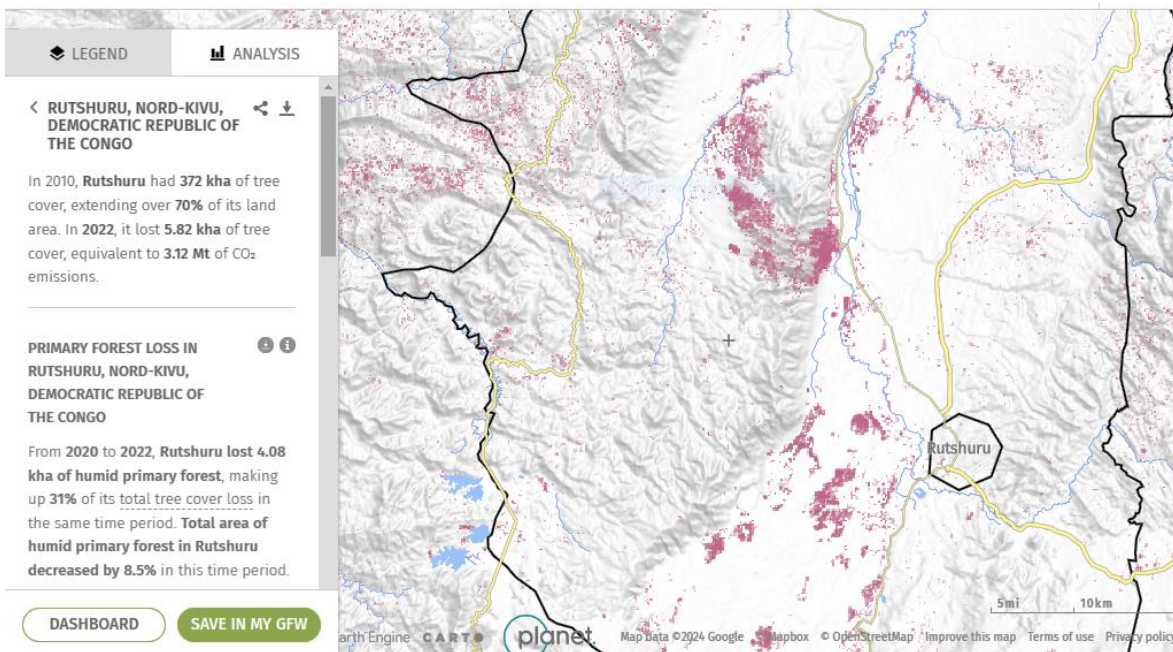 LEGEND
ANALYSIS
RUTSHURU, NORD-KIVU,
DEMOCRATIC REPUBLIC OF
THE CONGO
In 2010, Rutshuru had 372 kha of tree
cover, extending over 70% of its land
area. In 2022, it lost 5.82 kha of tree
cover, equivalent to 3.12 Mt of CO₂
emissions.
PRIMARY FOREST LOSS IN
RUTSHURU, NORD-KIVU,
DEMOCRATIC REPUBLIC OF
THE CONGO
From 2020 to 2022, Rutshuru lost 4.08
kha of humid primary forest, making
up 31% of its total tree cover loss in
the same time period. Total area of
humid primary forest in Rutshuru
decreased by 8.5% in this time period.
DASHBOARD
SAVE IN MY GFW
Rutshuru
5mi
10km
arth Engine
CARTO
planet.
Map data ©2024 Google
© Mapbox
© OpenStreetMap
Improve this map
Terms of use
Privacy policy